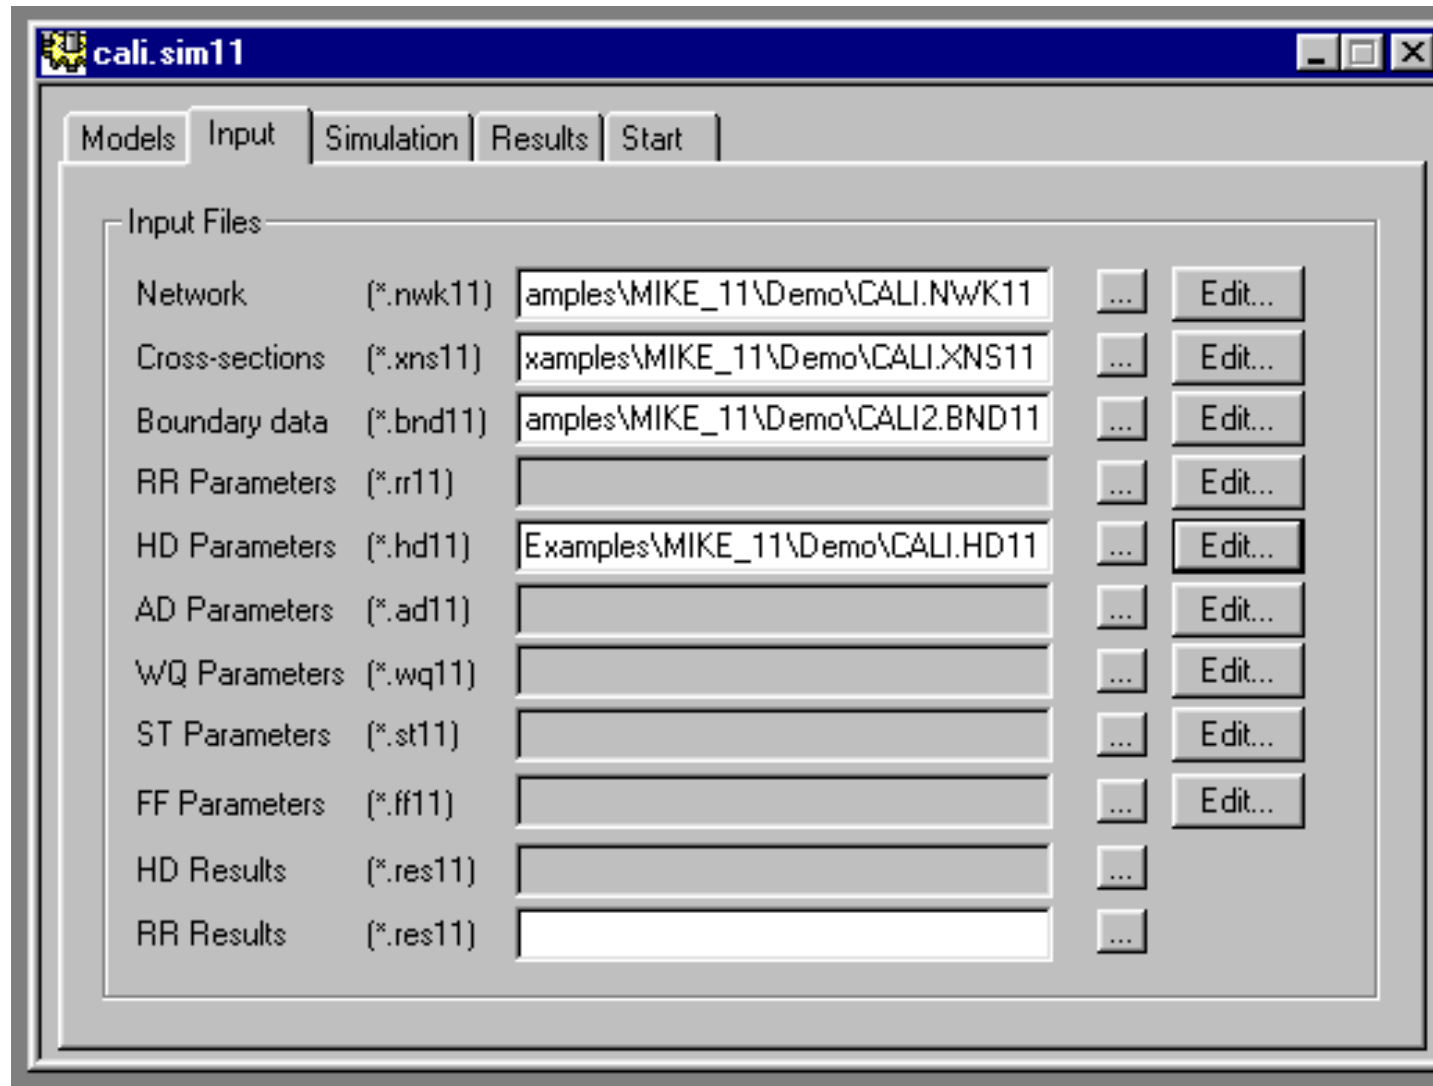 cali.sim11
Models Input Simulation Results Start
Input Files
Network (*.nwk11) amples\MIKE_11\Demo\CALI.NWK11 ... Edit...
Cross-sections (*.xns11) xamples\MIKE_11\Demo\CALI.XNS11 ... Edit...
Boundary data (*.bnd11) amples\MIKE_11\Demo\CALI2.BND11 ... Edit...
RR Parameters (*.rr11) ... Edit...
HD Parameters (*.hd11) Examples\MIKE_11\Demo\CALI.HD11 ... Edit...
AD Parameters (*.ad11) ... Edit...
WQ Parameters (*.wq11) ... Edit...
ST Parameters (*.st11) ... Edit...
FF Parameters (*.ff11) ... Edit...
HD Results (*.res11) ...
RR Results (*.res11) ...